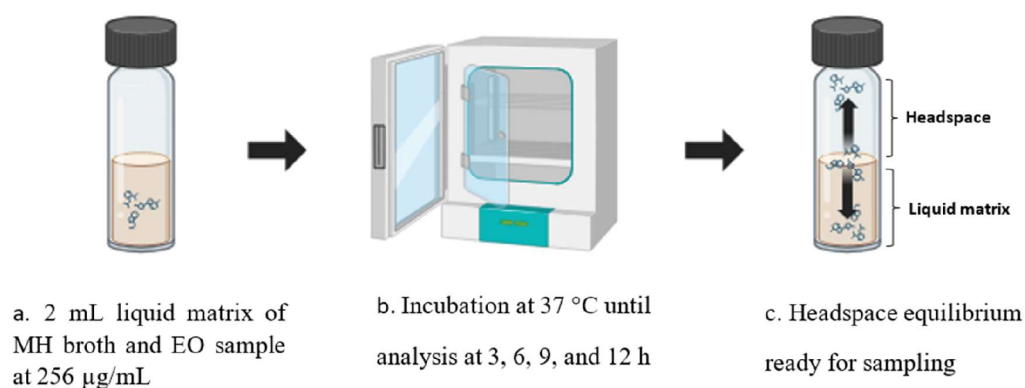 Headspace
Liquid matrix
a. 2 mL liquid matrix of
MH broth and EO sample
at 256 µg/mL
b. Incubation at 37 °C until
analysis at 3, 6, 9, and 12 h
c. Headspace equilibrium
ready for sampling